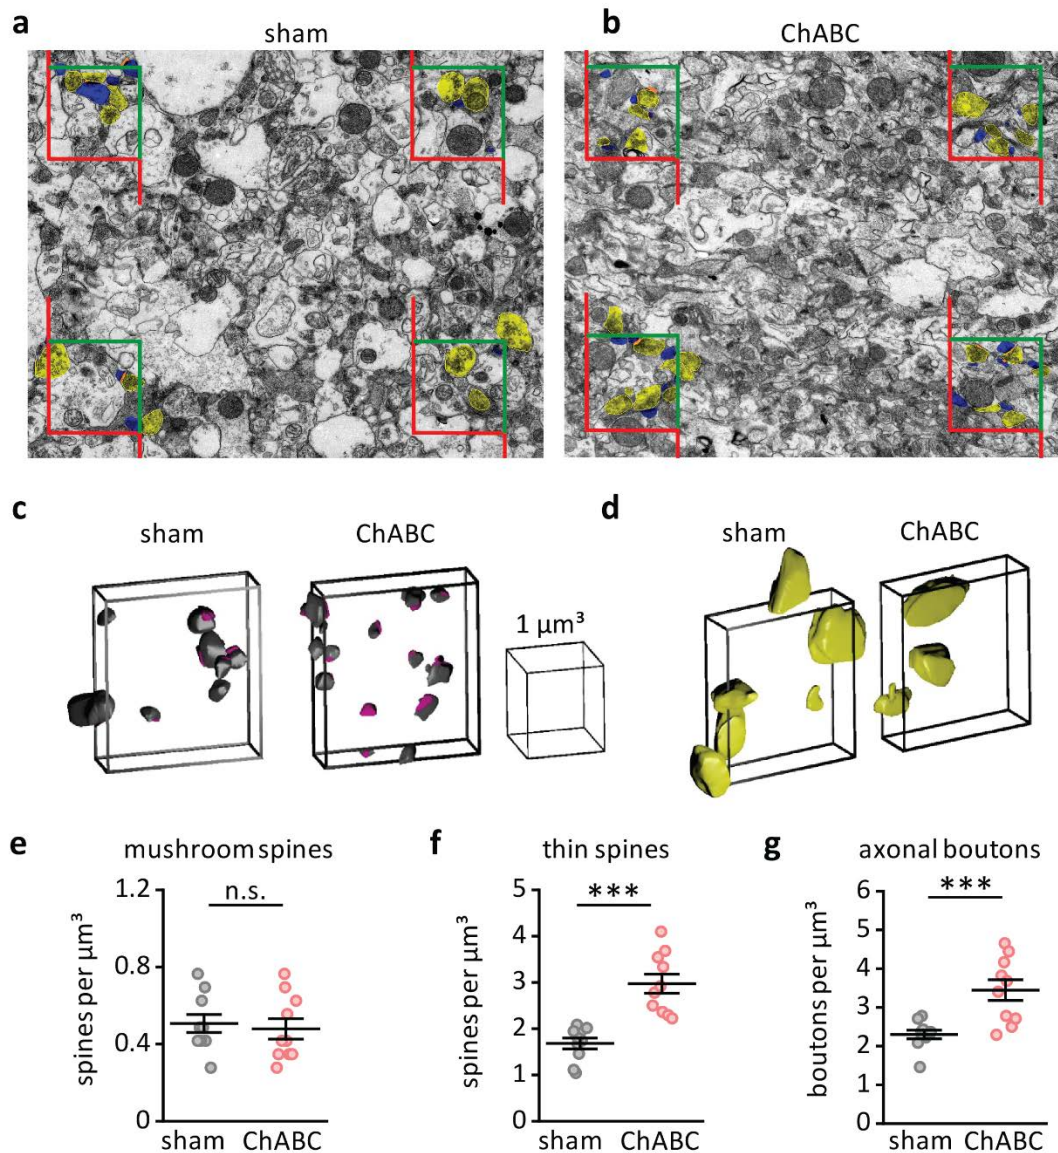 a
sham
b
ChABC
c
sham
ChABC
1 µm³
d
sham
ChABC
e
mushroom spines
spines per µm³
1.2
0.8
0.4
0
n.s.
sham
ChABC
f
thin spines
spines per µm³
5
4
3
2
1
0
***
sham
ChABC
g
axonal boutons
boutons per µm³
6
5
4
3
2
1
0
***
sham
ChABC